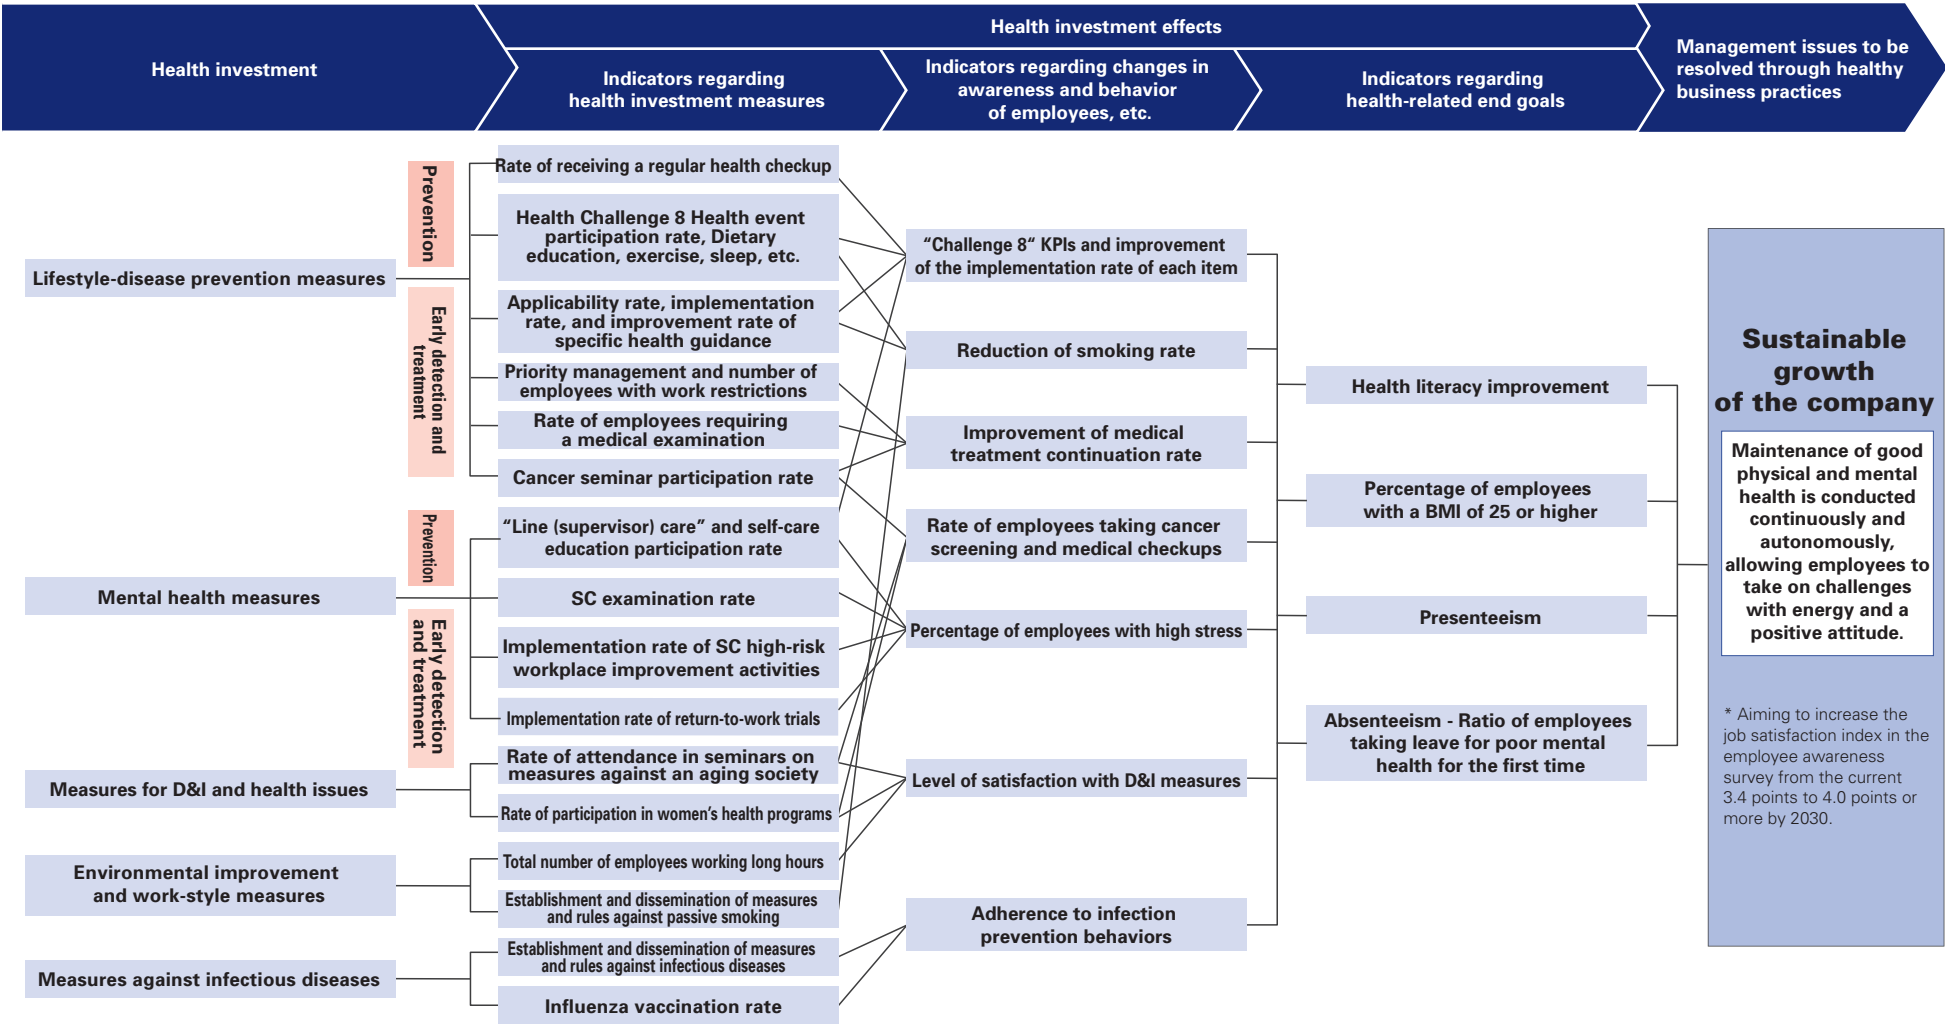 Health investment
Health investment effects
Indicators regarding
health investment measures
Indicators regarding changes in
awareness and behavior
of employees, etc.
Indicators regarding
health-related end goals
Management issues to be
resolved through healthy
business practices
Lifestyle-disease prevention measures
Mental health measures
Measures for D&I and health issues
Environmental improvement
and work-style measures
Measures against infectious diseases
Prevention
Early detection and
treatment
Prevention
Early detection
and treatment
Rate of receiving a regular health checkup
Health Challenge 8 Health event
participation rate, Dietary
education, exercise, sleep, etc.
Applicability rate, implementation
rate, and improvement rate of
specific health guidance
Priority management and number of
employees with work restrictions
Rate of employees requiring
a medical examination
Cancer seminar participation rate
“Line (supervisor) care” and self-care
education participation rate
SC examination rate
Implementation rate of SC high-risk
workplace improvement activities
Implementation rate of return-to-work trials
Rate of attendance in seminars on
measures against an aging society
Rate of participation in women’s health programs
Total number of employees working long hours
Establishment and dissemination of measures
and rules against passive smoking
Establishment and dissemination of measures
and rules against infectious diseases
Influenza vaccination rate
“Challenge 8“ KPIs and improvement
of the implementation rate of each item
Reduction of smoking rate
Improvement of medical
treatment continuation rate
Rate of employees taking cancer
screening and medical checkups
Percentage of employees with high stress
Level of satisfaction with D&I measures
Adherence to infection
prevention behaviors
Health literacy improvement
Percentage of employees
with a BMI of 25 or higher
Presenteeism
Absenteeism - Ratio of employees
taking leave for poor mental
health for the first time
Sustainable
growth
of the company
Maintenance of good
physical and mental
health is conducted
continuously and
autonomously,
allowing employees to
take on challenges
with energy and a
positive attitude.
* Aiming to increase the
job satisfaction index in the
employee awareness
survey from the current
3.4 points to 4.0 points or
more by 2030.